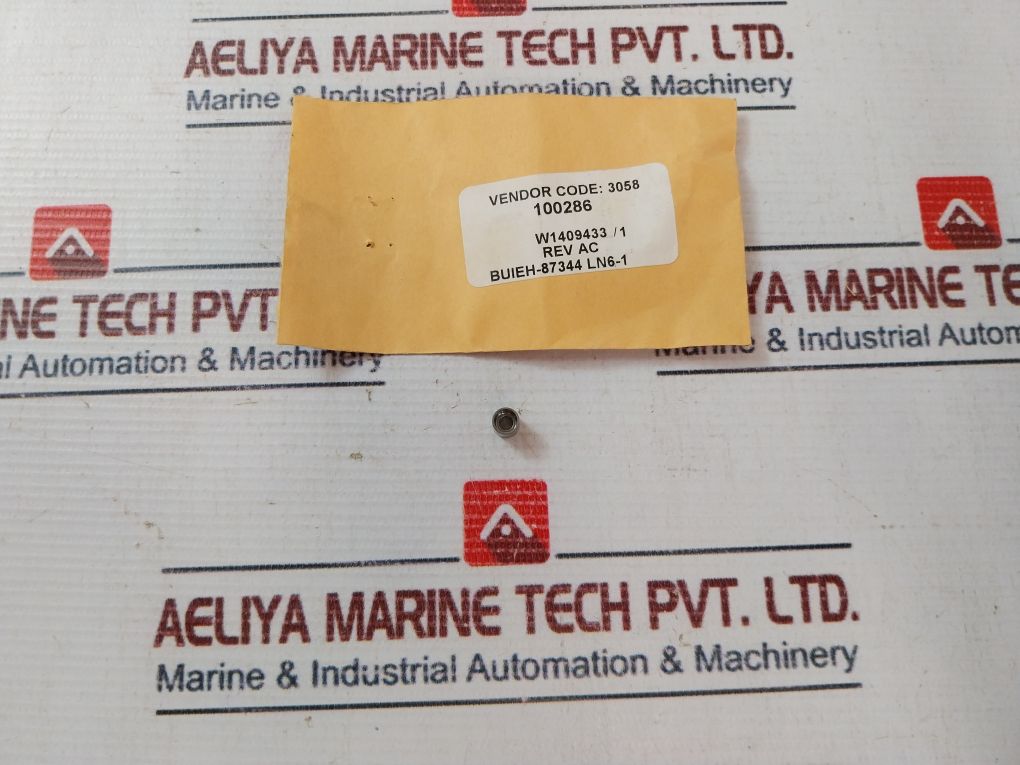 AELIYA MARINE TECH PVT. LTD.
Marine & Industrial Automation & Machinery
VENDOR CODE: 3058
100286
W1409433 /1
REV AC
BUIEH-87344 LN6-1
NE TECH PVT
al Automation & Machinery
YA MARINE TE
Marine & Industrial Autom
AELIYA MARINE TECH PVT. LTD.
Marine & Industrial Automation & Machinery